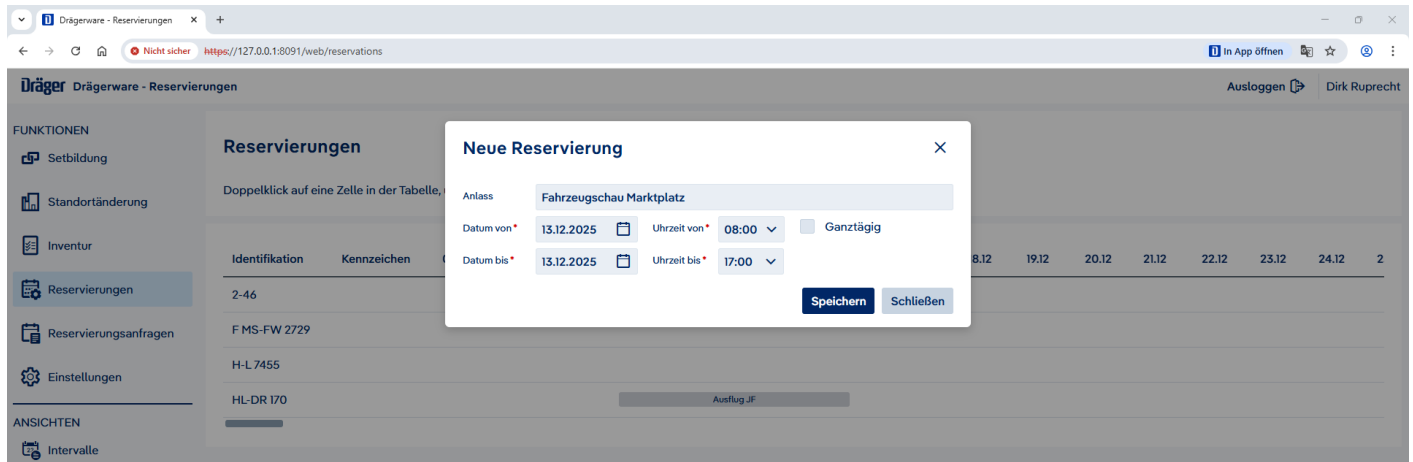 Drägerware - Reservierungen
Nicht sicher https://127.0.0.1:8091/web/reservations In App öffnen
Dräger Drägerware - Reservierungen Ausloggen Dirk Ruprecht
FUNKTIONEN
Setbildung
Standortänderung
Inventur
Reservierungen
Reservierungsanfragen
Einstellungen
ANSICHTEN
Intervalle
Reservierungen
Doppelklick auf eine Zelle in der Tabelle,
Identifikation Kennzeichen 19.12 20.12 21.12 22.12 23.12 24.12 2
2-46
F MS-FW 2729
H-L 7455
HL-DR 170 Ausflug JF
Neue Reservierung
Anlass Fahrzeugschau Marktplatz
Datum von* 13.12.2025 Uhrzeit von* 08:00 Ganztägig
Datum bis* 13.12.2025 Uhrzeit bis* 17:00
Speichern Schließen